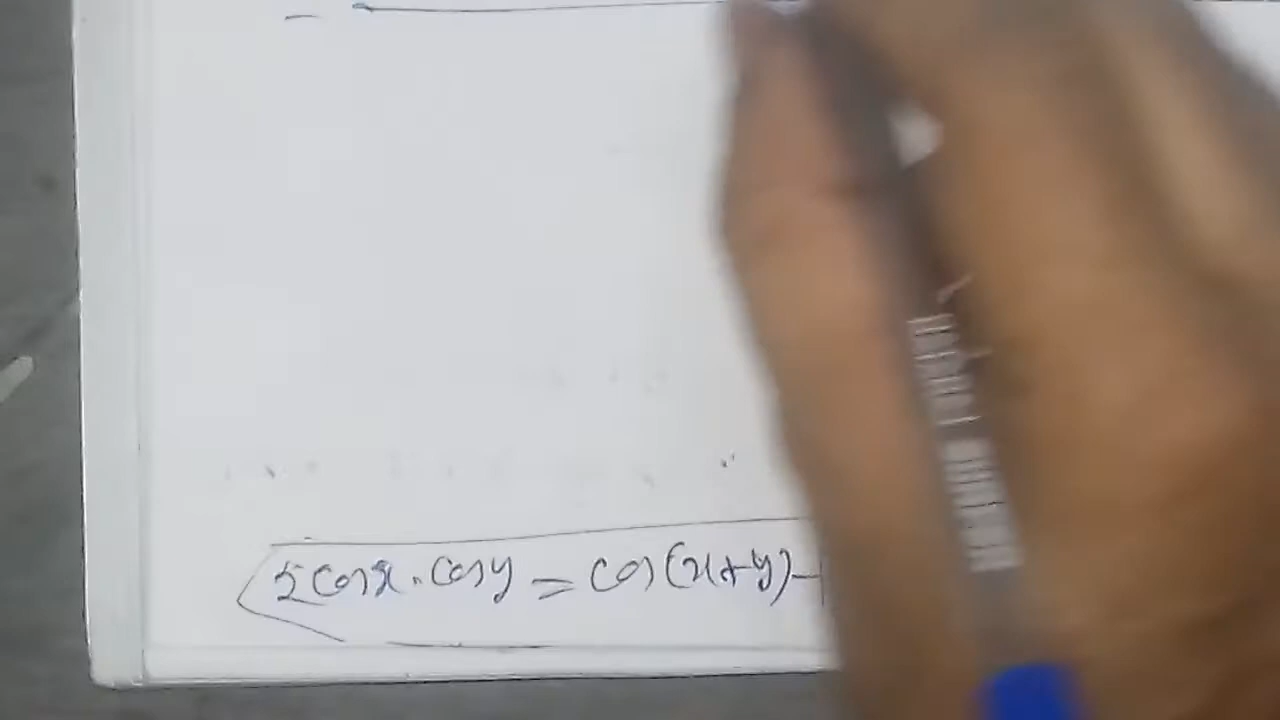 2cosx.cosy = cos(x+y)-